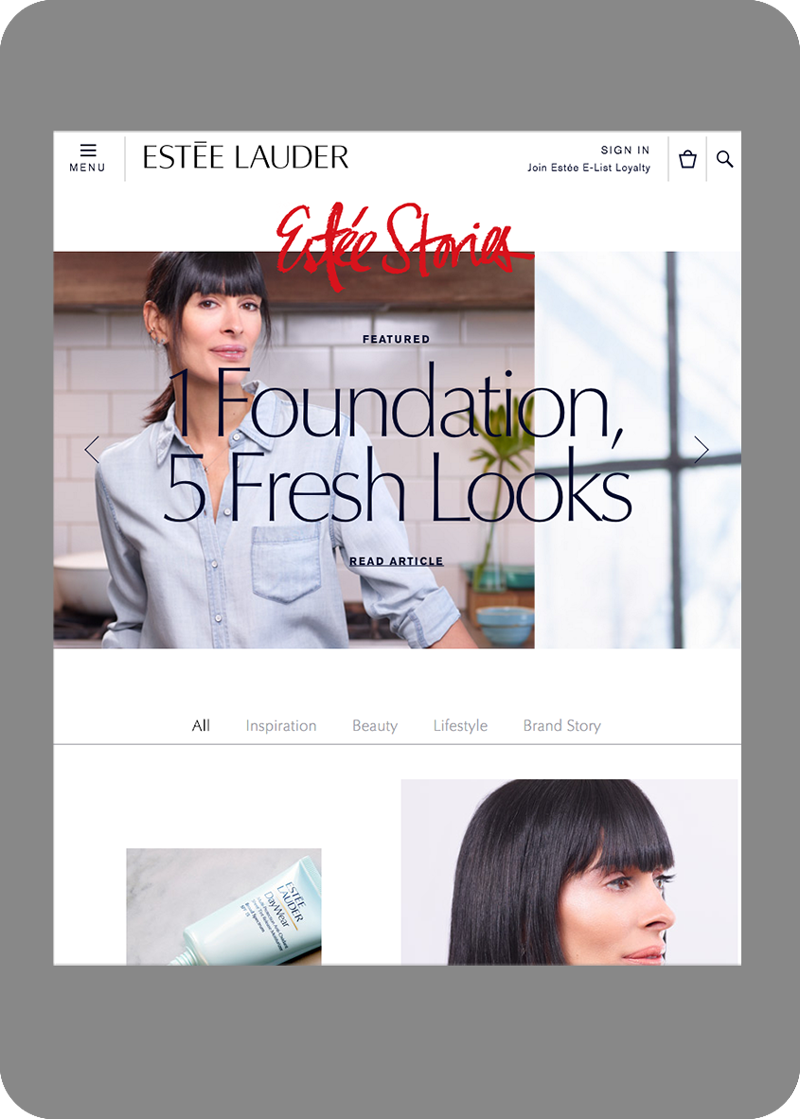 MENU
ESTĒE LAUDER
SIGN IN
Join Estée E-List Loyalty
Estée Stories
FEATURED
1 Foundation,
5 Fresh Looks
READ ARTICLE
All
Inspiration
Beauty
Lifestyle
Brand Story
ESTĒE
LAUDER
DayWear